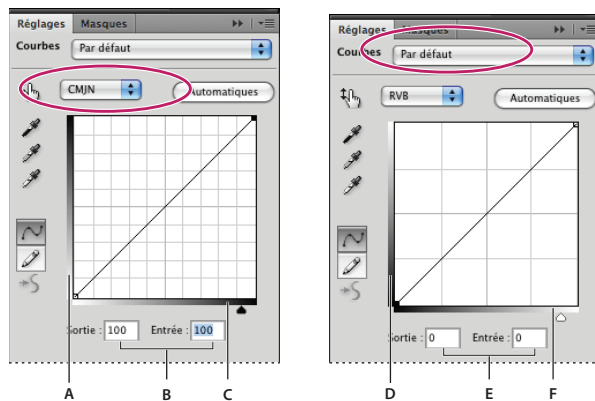 Réglages Masques
Courbes Par défaut
CMJN Automatiques
Sortie : 100 Entrée : 100
A B C
Réglages Masques
Courbes Par défaut
RVB Automatiques
Sortie : 0 Entrée : 0
D E F